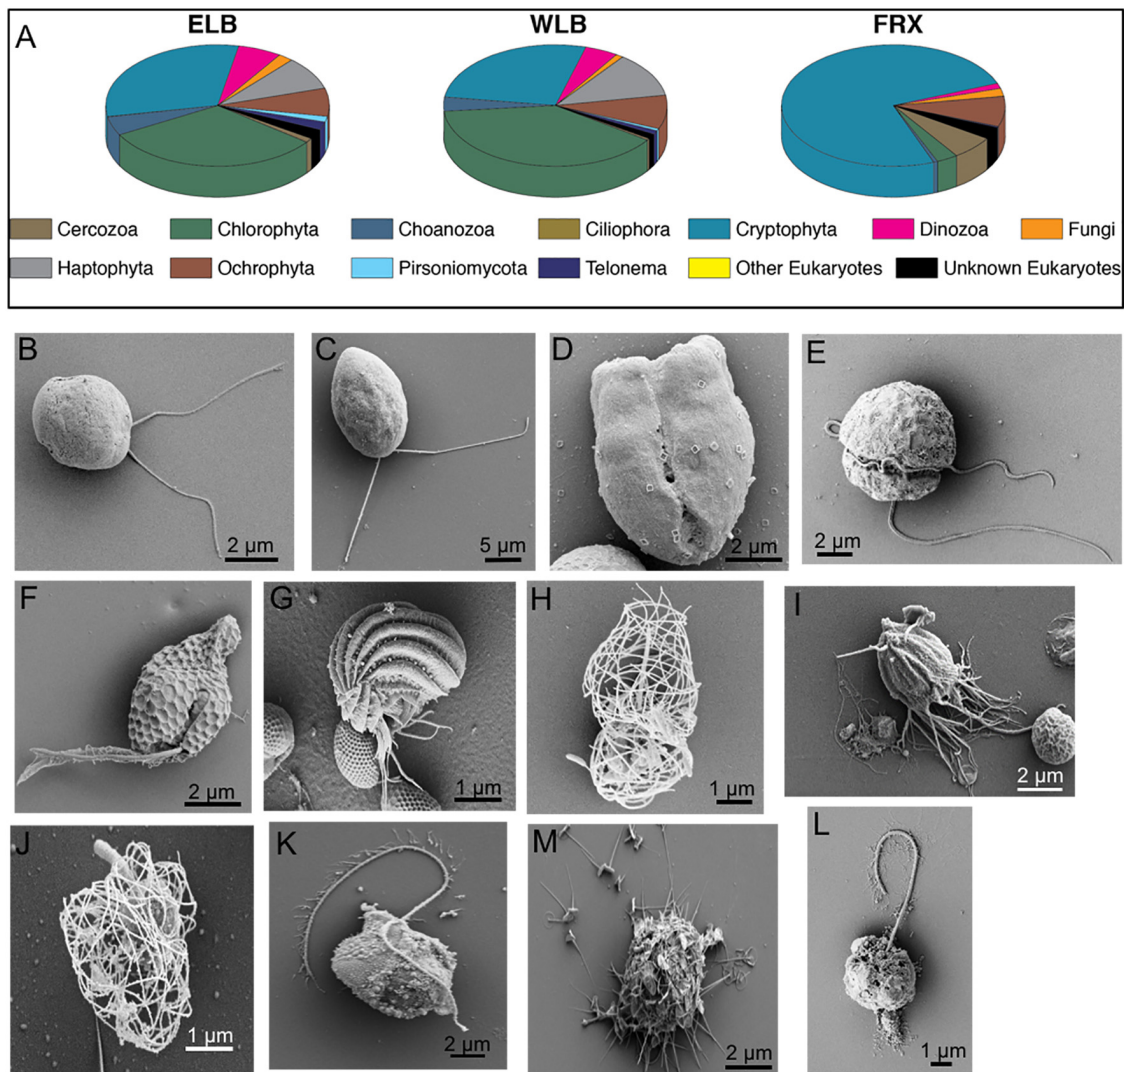 A
ELB WLB FRX
Cercozoa Chlorophyta Choanozoa Ciliophora Cryptophyta Dinozoa Fungi
Haptophyta Ochrophyta Pirsoniomycota Telonema Other Eukaryotes Unknown Eukaryotes
B 2 µm
C 5 µm
D 2 µm
E 2 µm
F 2 µm
G 1 µm
H 1 µm
I 2 µm
J 1 µm
K 2 µm
M 2 µm
L 1 µm